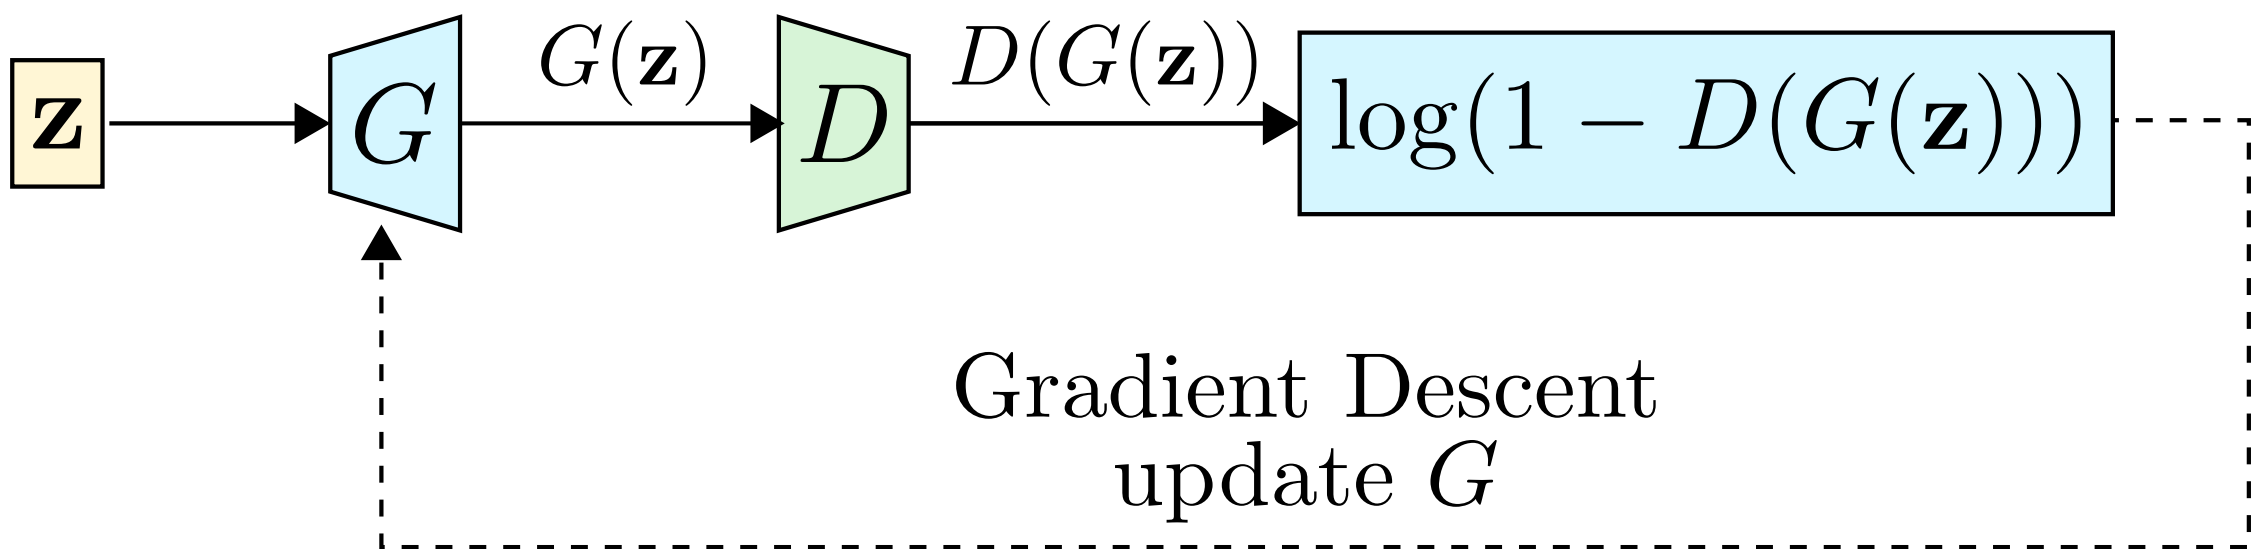 z
G
G(z)
D
D(G(z))
log(1 − D(G(z)))
Gradient Descent
update G